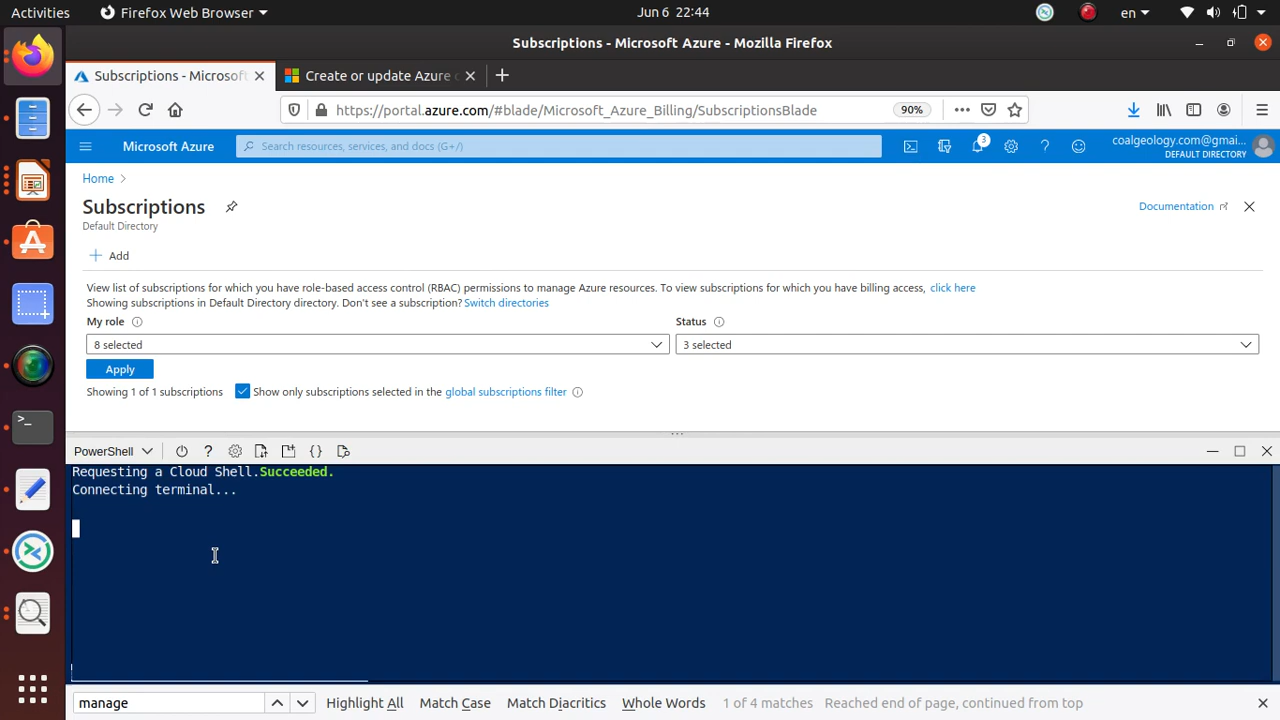 Activities
Firefox Web Browser
Jun 6 22:44
en
Subscriptions - Microsoft Azure - Mozilla Firefox
Subscriptions - Microsoft
Create or update Azure c
https://portal.azure.com/#blade/Microsoft_Azure_Billing/SubscriptionsBlade
90%
Microsoft Azure
Search resources, services, and docs (G+/)
3
coalgeology.com@gmai...
DEFAULT DIRECTORY
Home
Subscriptions
Default Directory
Documentation
Add
View list of subscriptions for which you have role-based access control (RBAC) permissions to manage Azure resources. To view subscriptions for which you have billing access, click here
Showing subscriptions in Default Directory directory. Don't see a subscription? Switch directories
My role
Status
8 selected
3 selected
Apply
Showing 1 of 1 subscriptions
Show only subscriptions selected in the global subscriptions filter
PowerShell
Requesting a Cloud Shell.Succeeded.
Connecting terminal...
manage
Highlight All
Match Case
Match Diacritics
Whole Words
1 of 4 matches
Reached end of page, continued from top